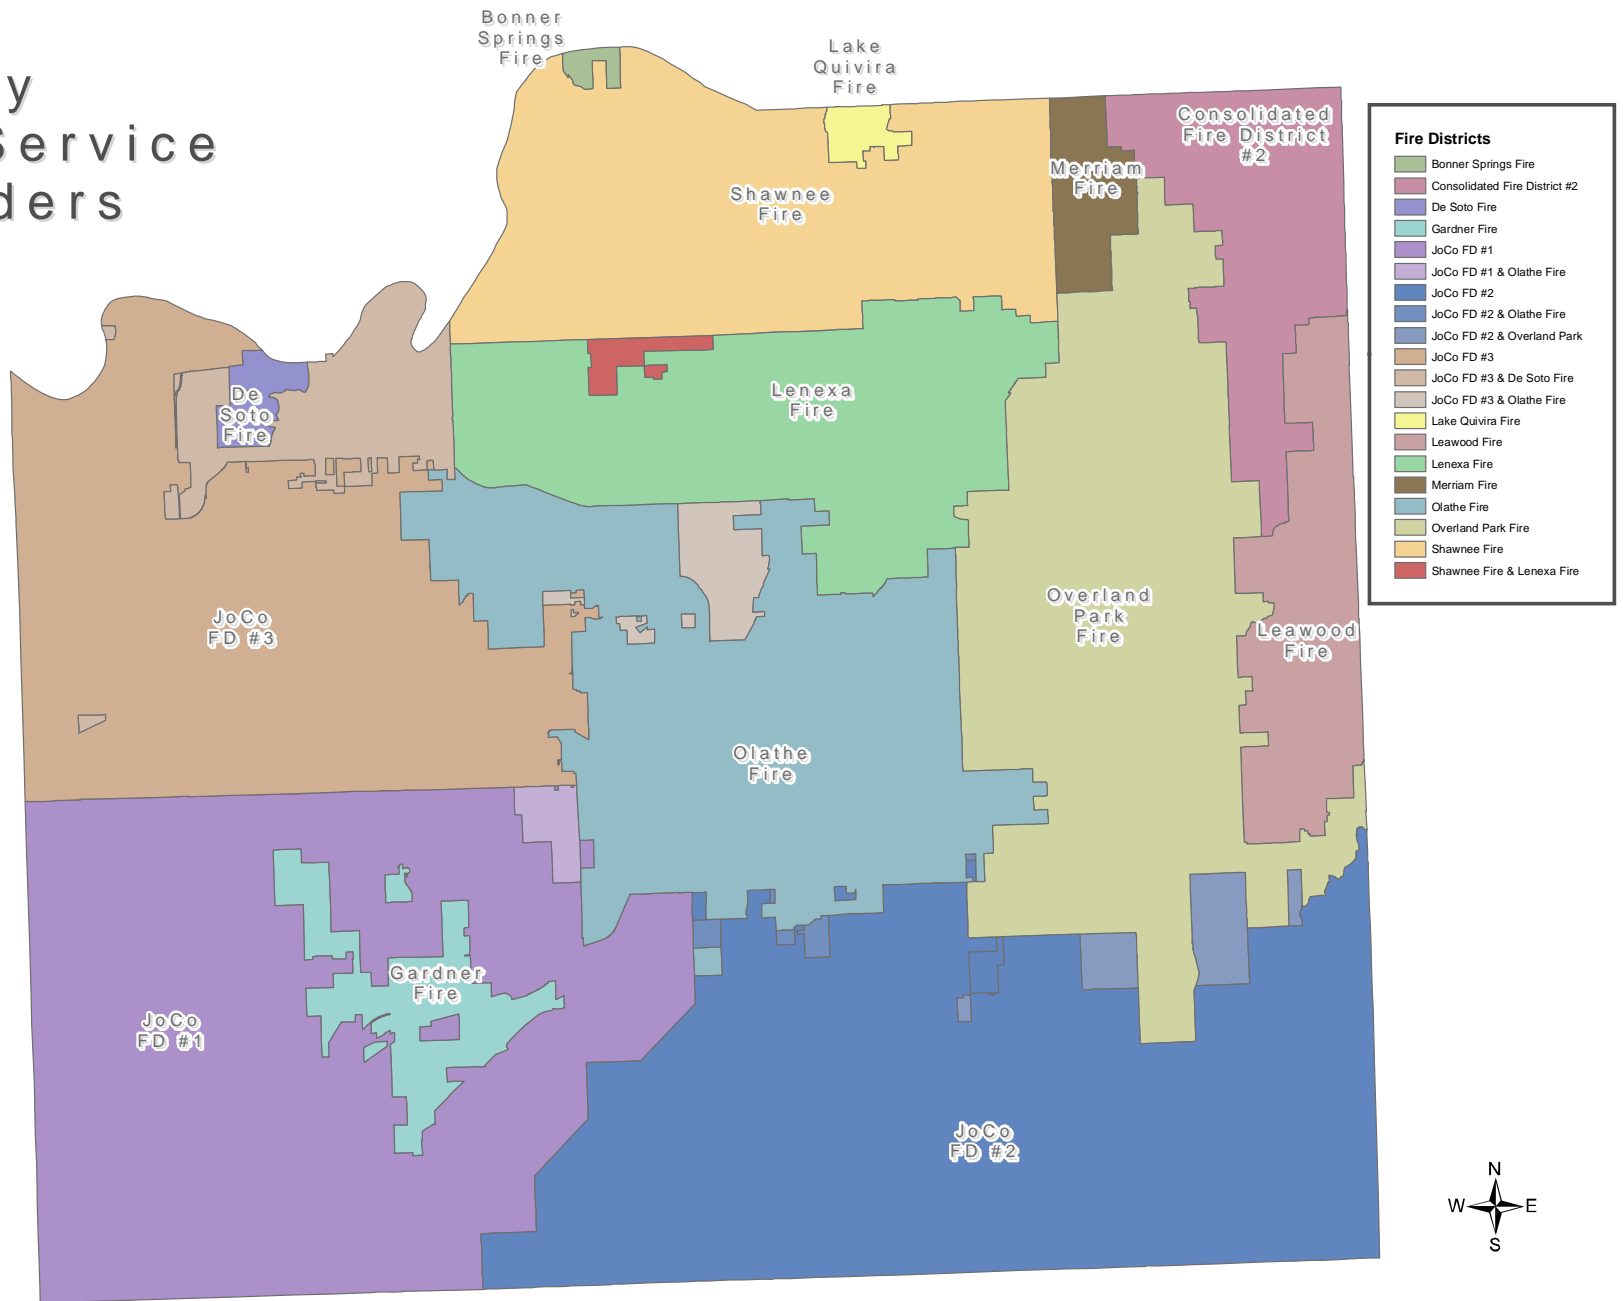 y
Service
ders
Bonner
Springs
Fire
Lake
Quivira
Fire
Consolidated
Fire District
#2
Merriam
Fire
Shawnee
Fire
De
Soto
Fire
Lenexa
Fire
JoCo
FD #3
Overland
Park
Fire
Leawood
Fire
Olathe
Fire
Gardner
Fire
JoCo
FD #1
JoCo
FD #2
Fire Districts
Bonner Springs Fire
Consolidated Fire District #2
De Soto Fire
Gardner Fire
JoCo FD #1
JoCo FD #1 & Olathe Fire
JoCo FD #2
JoCo FD #2 & Olathe Fire
JoCo FD #2 & Overland Park
JoCo FD #3
JoCo FD #3 & De Soto Fire
JoCo FD #3 & Olathe Fire
Lake Quivira Fire
Leawood Fire
Lenexa Fire
Merriam Fire
Olathe Fire
Overland Park Fire
Shawnee Fire
Shawnee Fire & Lenexa Fire
N
W E
S